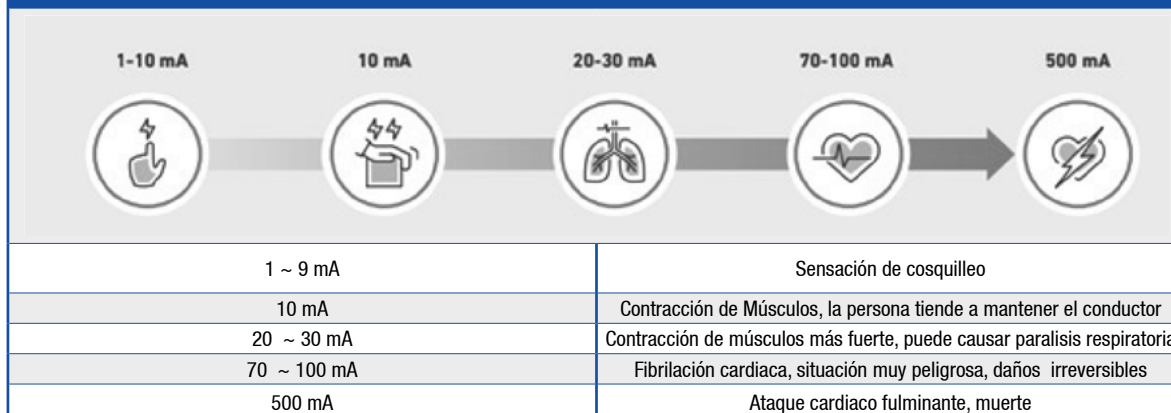 1-10 mA 10 mA 20-30 mA 70-100 mA 500 mA
1 ~ 9 mA Sensación de cosquilleo
10 mA Contracción de Músculos, la persona tiende a mantener el conductor
20 ~ 30 mA Contracción de músculos más fuerte, puede causar paralisis respiratoria
70 ~ 100 mA Fibrilación cardiaca, situación muy peligrosa, daños irreversibles
500 mA Ataque cardiaco fulminante, muerte